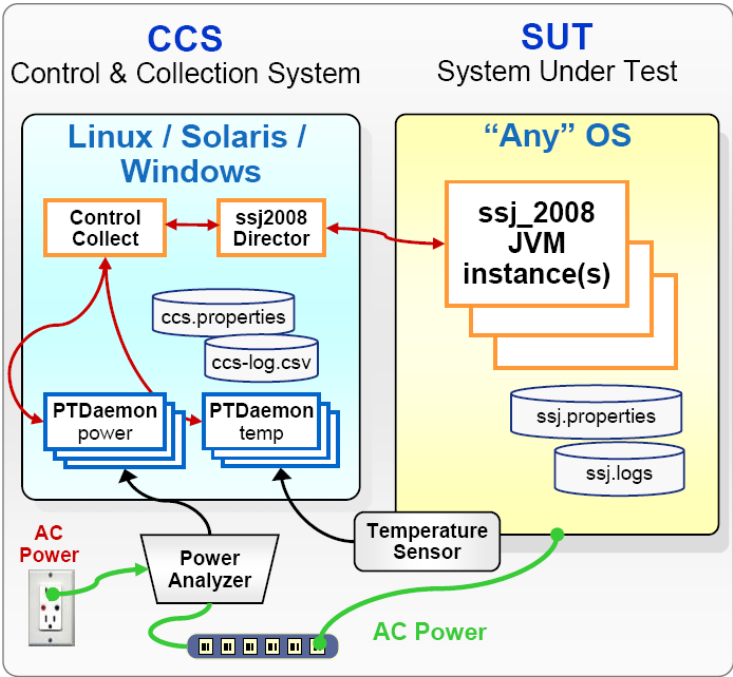 CCS
Control & Collection System
SUT
System Under Test
Linux / Solaris /
Windows
Control
Collect
ssj2008
Director
ccs.properties
ccs-log.csv
PTDaemon
power
PTDaemon
temp
“Any” OS
ssj_2008
JVM
instance(s)
ssj.properties
ssj.logs
AC
Power
Power
Analyzer
Temperature
Sensor
AC Power